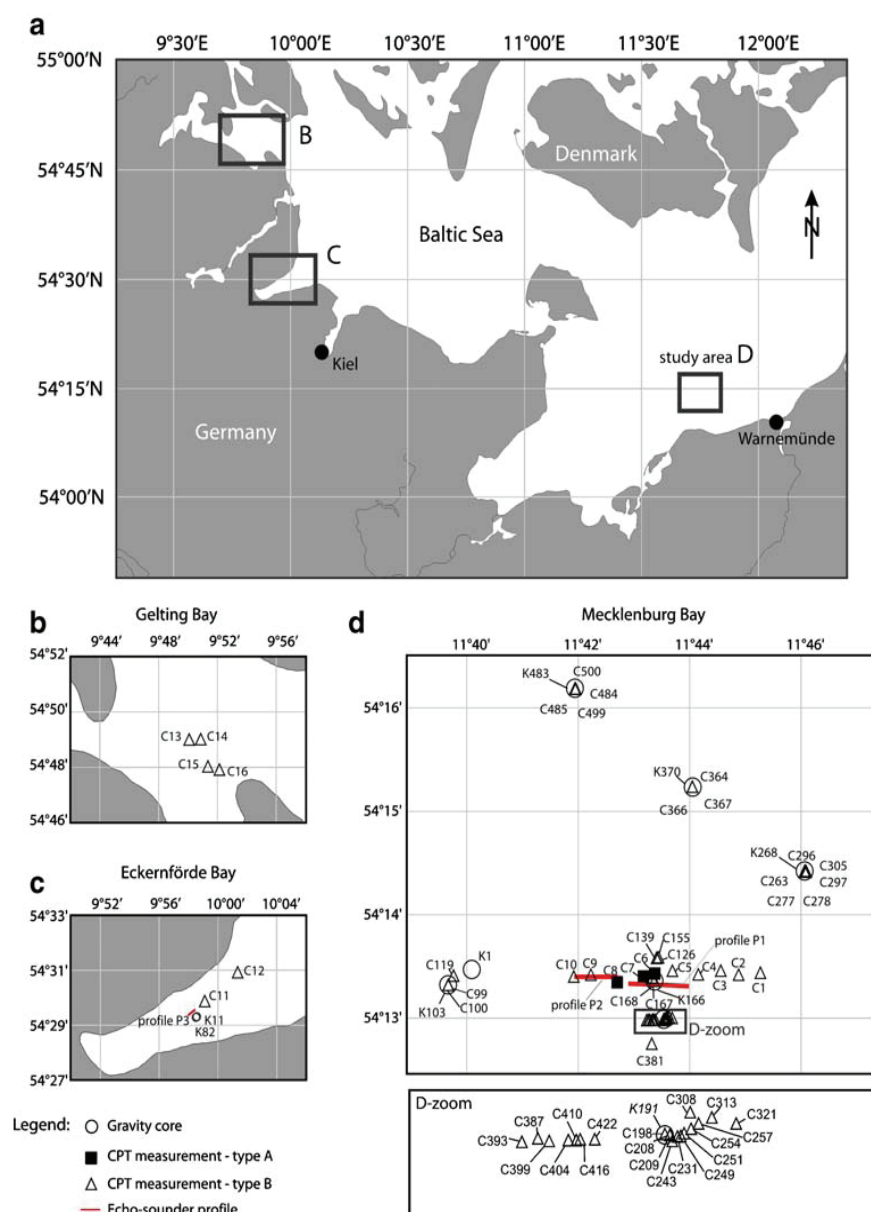 a
9°30'E 10°00'E 10°30'E 11°00'E 11°30'E 12°00'E
55°00'N
B
54°45'N
Denmark
N
Baltic Sea
C
54°30'N
study area D
Kiel
54°15'N
Germany
Warnemünde
54°00'N
b
Gelting Bay
9°44' 9°48' 9°52' 9°56'
54°52'
54°50'
C13 C14
54°48'
C15 C16
54°46'
c
Eckernförde Bay
9°52' 9°56' 10°00' 10°04'
54°33'
54°31'
C12
C11
profile P3 K11
54°29'
K82
54°27'
Legend:
Gravity core
CPT measurement - type A
CPT measurement - type B
Echo-sounder profile
d
Mecklenburg Bay
11°40' 11°42' 11°44' 11°46'
K483 C500
C484
54°16'
C485 C499
K370 C364
54°15'
C366 C367
K268 C296
C305
C263 C297
C277 C278
54°14'
C139 C155
profile P1
K1
C6 C126
C119
C10 C9 C8 C7 C5 C4 C2
C3 C1
C99
profile P2
K103 C100
C168 C167 K166
54°13'
D-zoom
C381
D-zoom
C308 C313
K191
C321
C387 C410 C422
C393 C198
C257
C254
C208
C399 C404 C416
C209 C231 C251
C243 C249